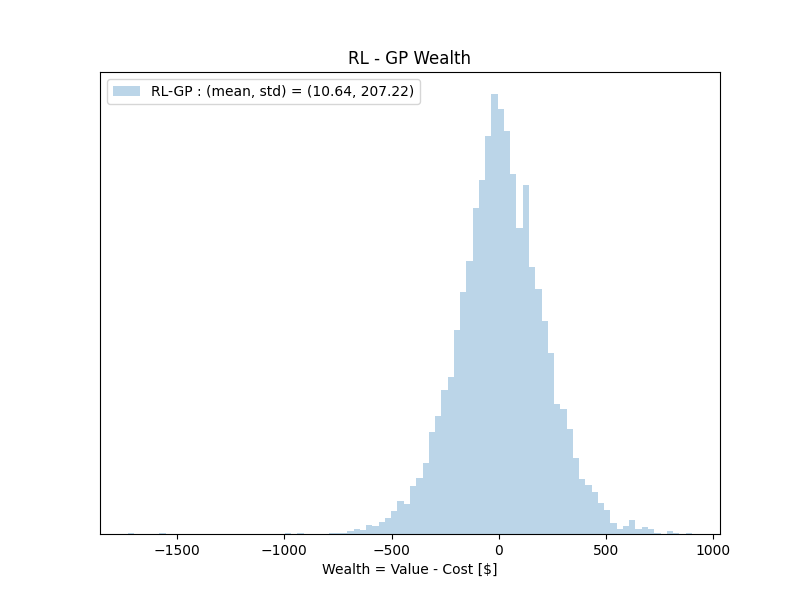 RL - GP Wealth
RL-GP : (mean, std) = (10.64, 207.22)
−1500 −1000 −500 0 500 1000
Wealth = Value - Cost [$]